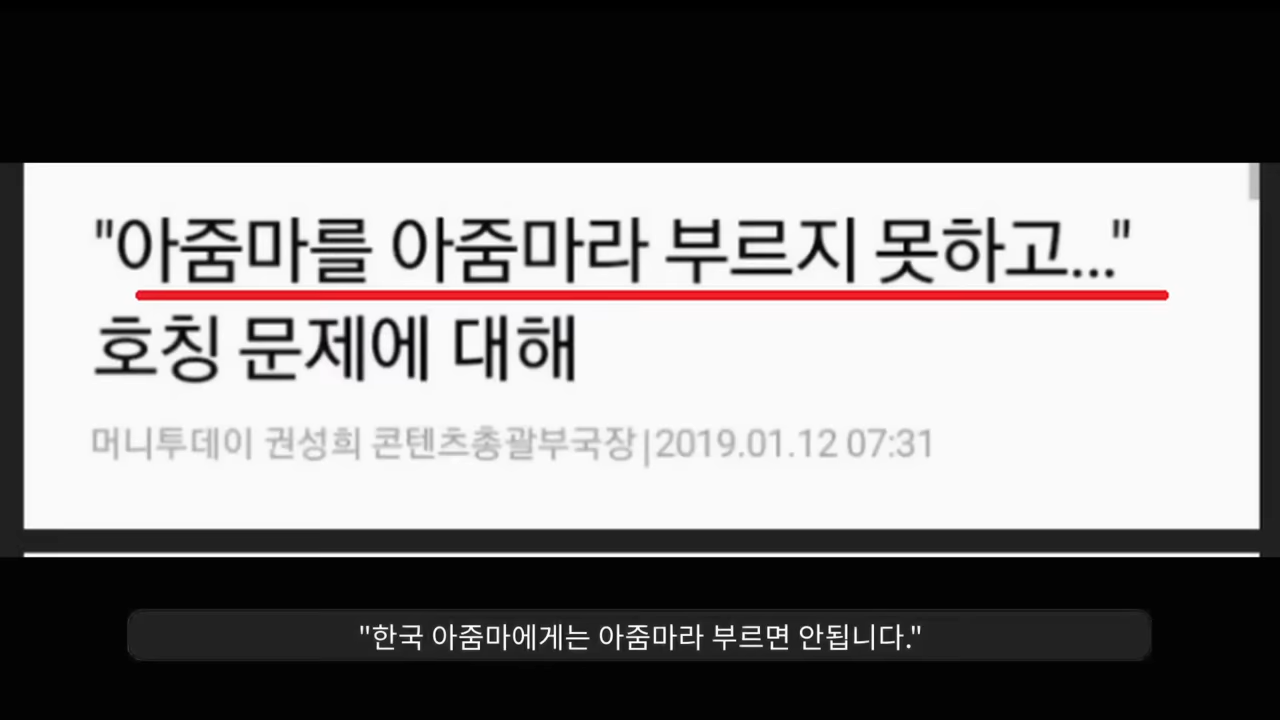 "아줌마를 아줌마라 부르지 못하고..."
호칭 문제에 대해
머니투데이 권성희 콘텐츠총괄부국장|2019.01.12 07:31
"한국 아줌마에게는 아줌마라 부르면 안됩니다."